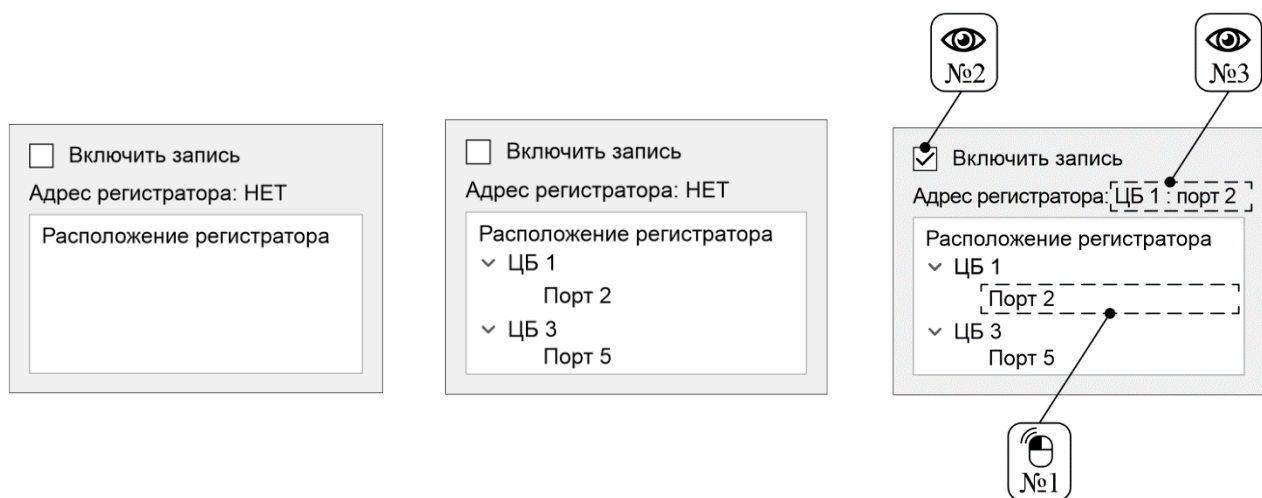 №2
№3
Включить запись
Адрес регистратора: НЕТ
Расположение регистратора
Включить запись
Адрес регистратора: НЕТ
Расположение регистратора
ЦБ 1
Порт 2
ЦБ 3
Порт 5
Включить запись
Адрес регистратора: ЦБ 1 : порт 2
Расположение регистратора
ЦБ 1
Порт 2
ЦБ 3
Порт 5
№1